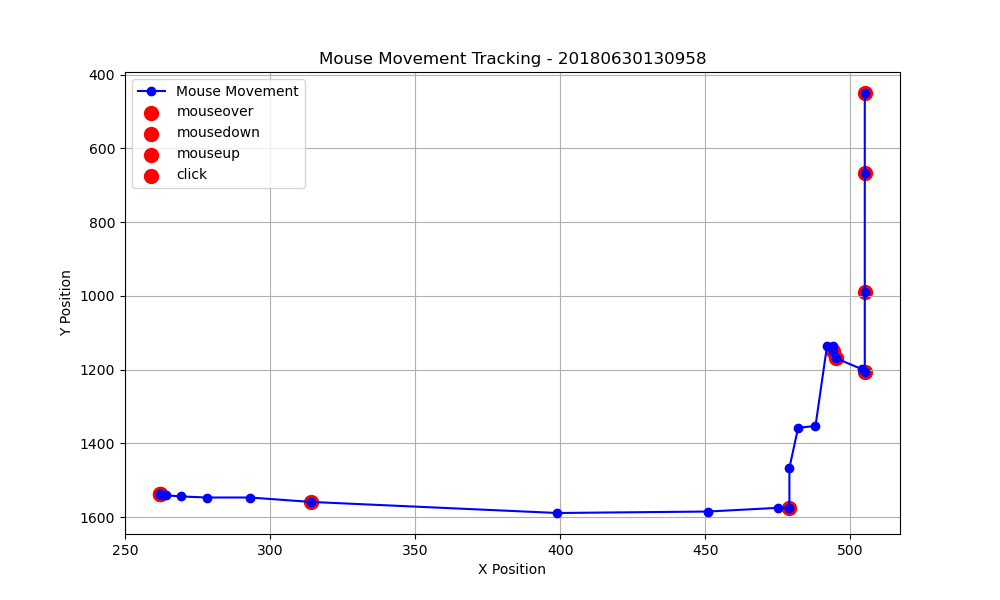 Mouse Movement Tracking - 20180630130958
Mouse Movement
mouseover
mousedown
mouseup
click
Y Position
400
600
800
1000
1200
1400
1600
250 300 350 400 450 500
X Position